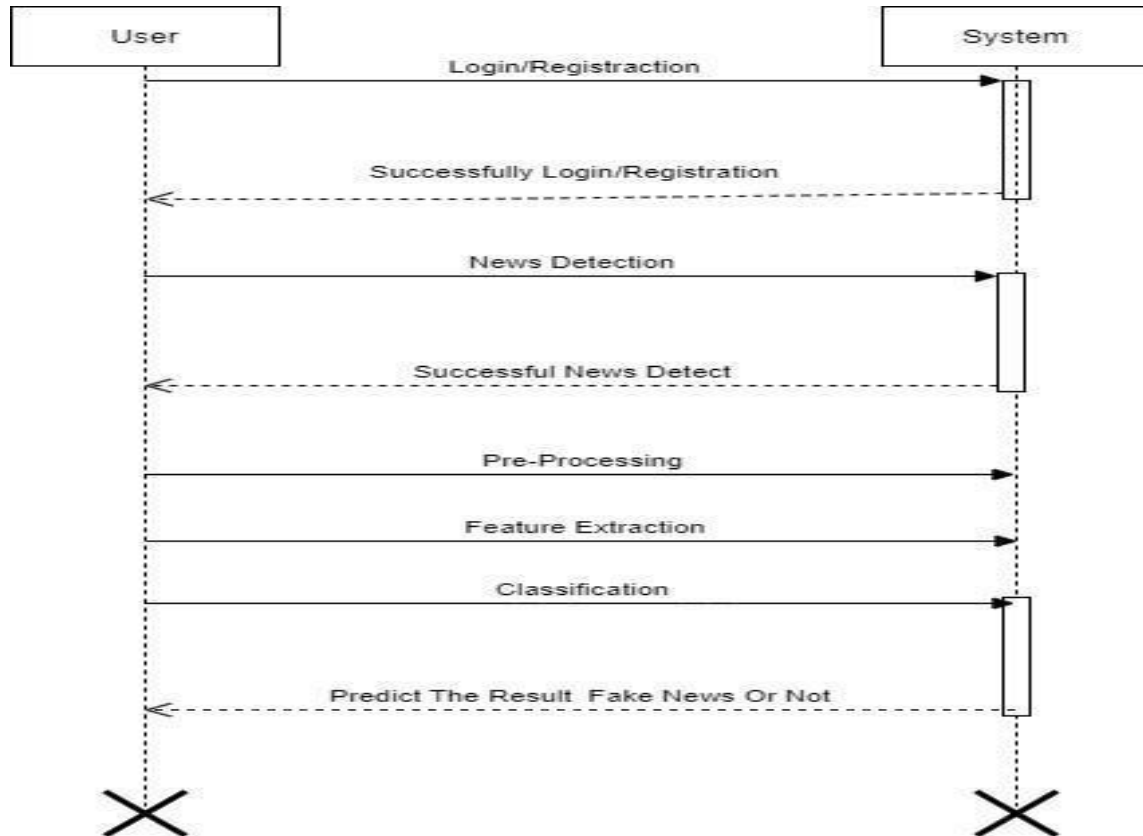 User
System
Login/Registraction
Successfully Login/Registration
News Detection
Successful News Detect
Pre-Processing
Feature Extraction
Classification
Predict The Result Fake News Or Not